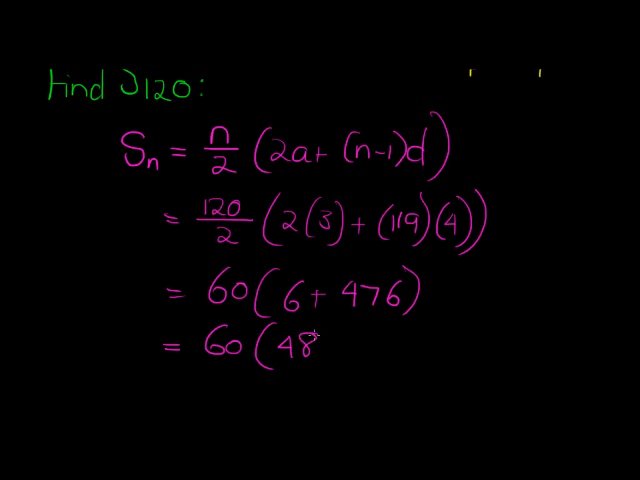 Find S120:
Sn = n/2 (2a+ (n-1)d)
= 120/2 (2(3) + (119)(4))
= 60(6+ 476)
= 60(48